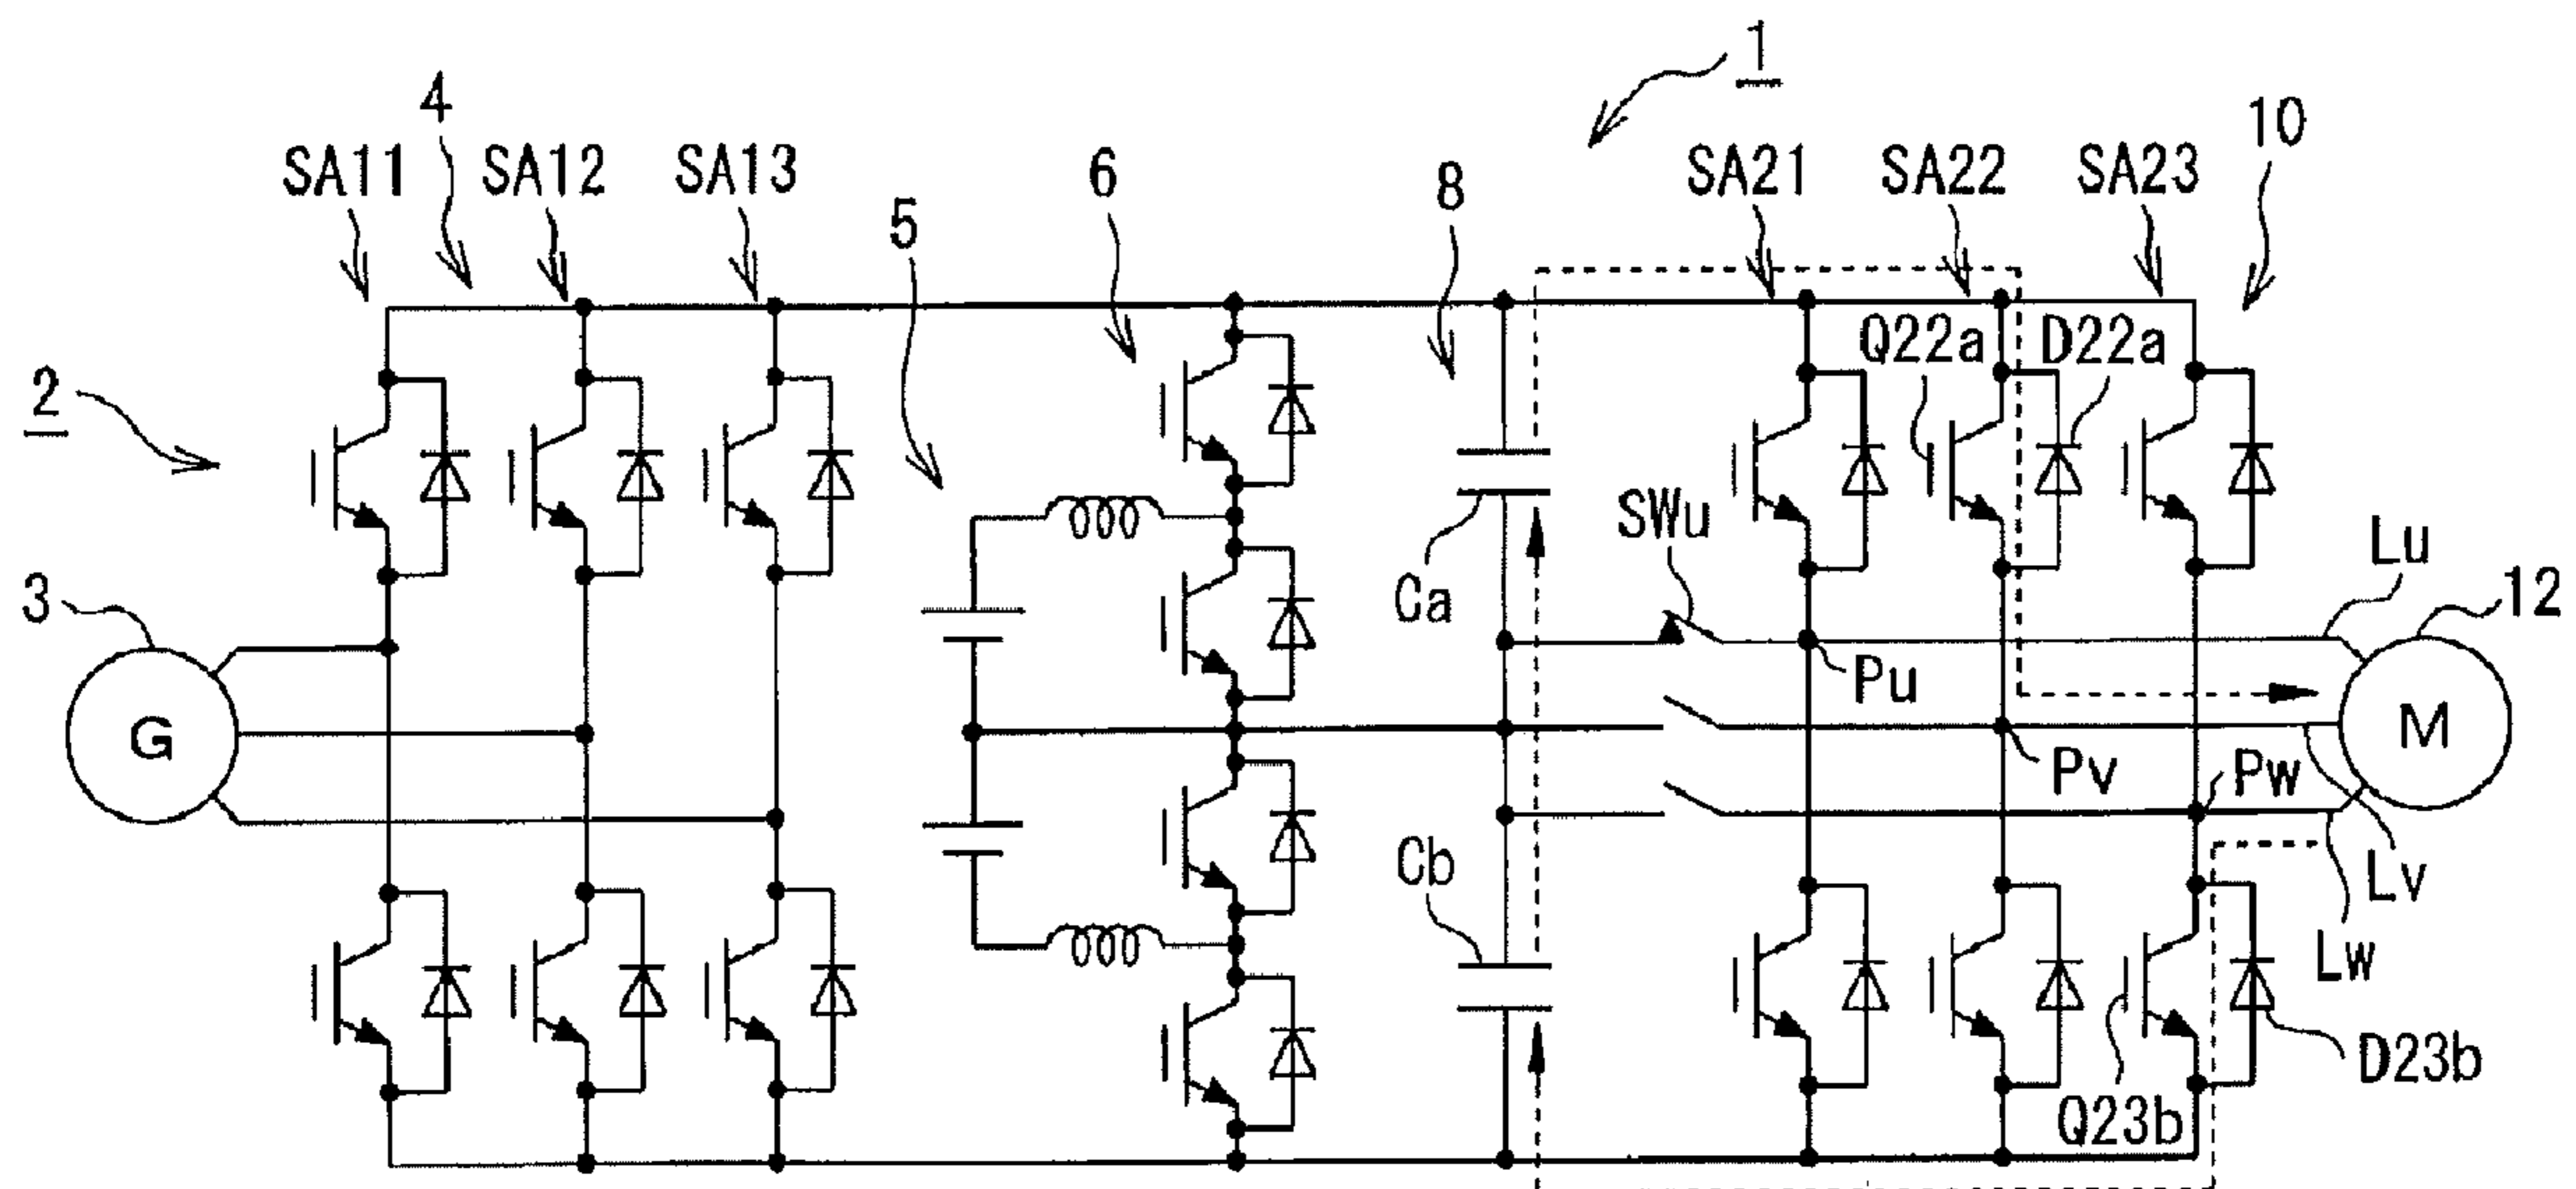 1
4
10
SA11
SA12
SA13
6
8
SA21
SA22
SA23
5
Q22a
D22a
2
SWu
Lu
Ca
12
3
Pu
G
M
Pv
Pw
Cb
Lv
Lw
D23b
Q23b